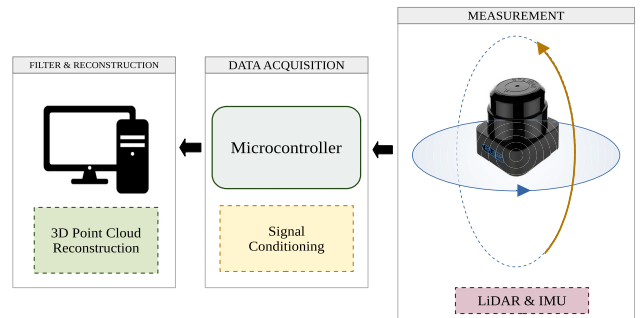 MEASUREMENT
FILTER & RECONSTRUCTION
DATA ACQUISITION
Microcontroller
3D Point Cloud
Reconstruction
Signal
Conditioning
LiDAR & IMU